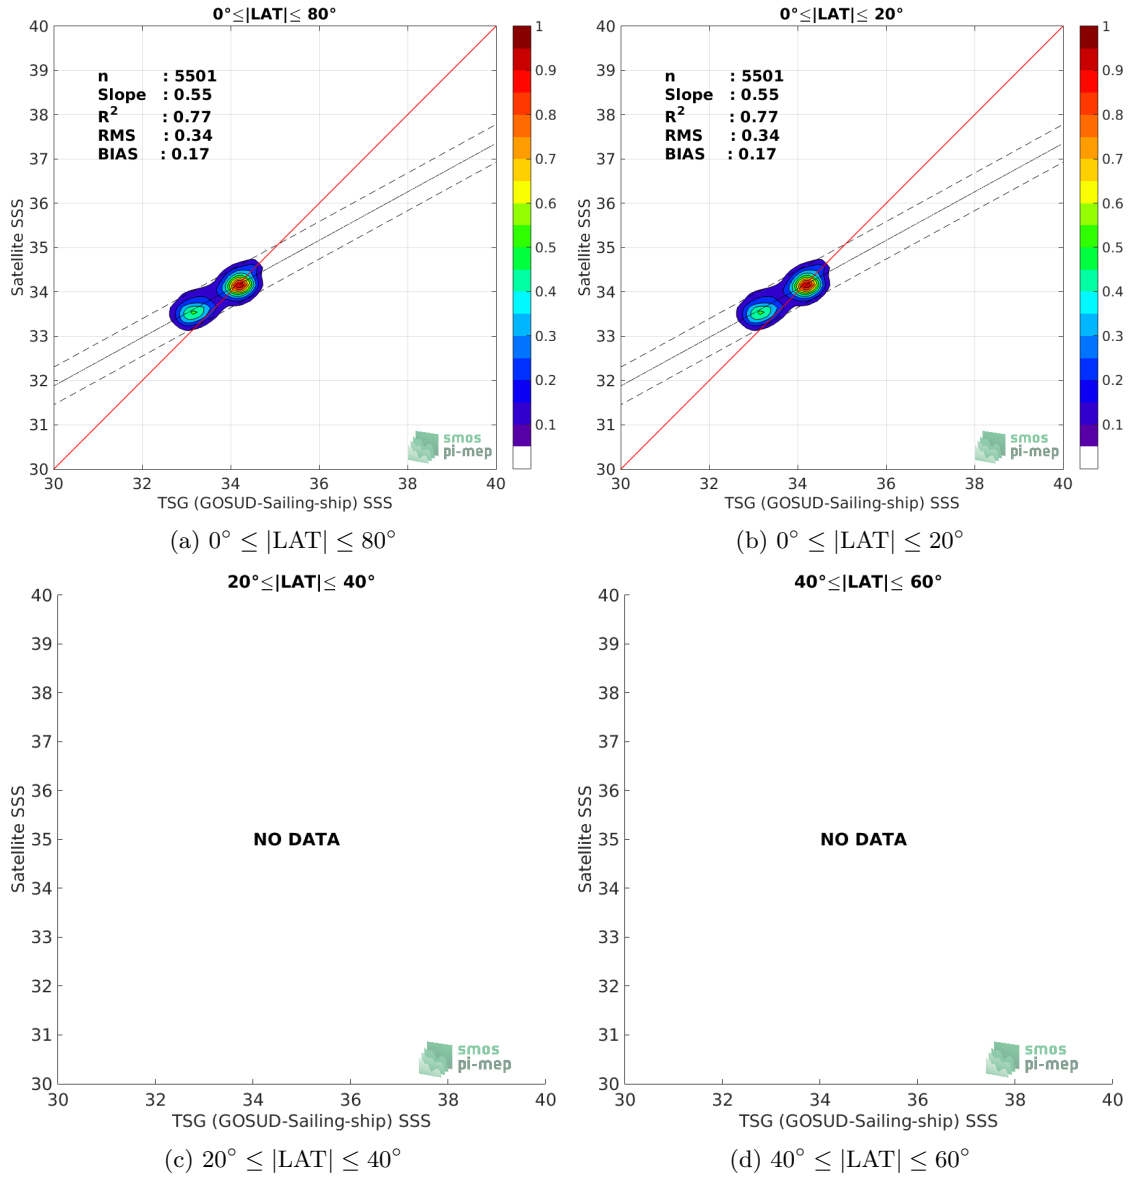 0°≤|LAT|≤ 80°
40
39
38
37
36
35
34
33
32
31
30
Satellite SSS
n : 5501
Slope : 0.55
R² : 0.77
RMS : 0.34
BIAS : 0.17
smos
pi-mep
30 32 34 36 38 40
TSG (GOSUD-Sailing-ship) SSS
1
0.9
0.8
0.7
0.6
0.5
0.4
0.3
0.2
0.1
(a) 0° ≤ |LAT| ≤ 80°
0°≤|LAT|≤ 20°
40
39
38
37
36
35
34
33
32
31
30
Satellite SSS
n : 5501
Slope : 0.55
R² : 0.77
RMS : 0.34
BIAS : 0.17
smos
pi-mep
30 32 34 36 38 40
TSG (GOSUD-Sailing-ship) SSS
1
0.9
0.8
0.7
0.6
0.5
0.4
0.3
0.2
0.1
(b) 0° ≤ |LAT| ≤ 20°
20°≤|LAT|≤ 40°
40
39
38
37
36
35
34
33
32
31
30
Satellite SSS
NO DATA
smos
pi-mep
30 32 34 36 38 40
TSG (GOSUD-Sailing-ship) SSS
(c) 20° ≤ |LAT| ≤ 40°
40°≤|LAT|≤ 60°
40
39
38
37
36
35
34
33
32
31
30
Satellite SSS
NO DATA
smos
pi-mep
30 32 34 36 38 40
TSG (GOSUD-Sailing-ship) SSS
(d) 40° ≤ |LAT| ≤ 60°